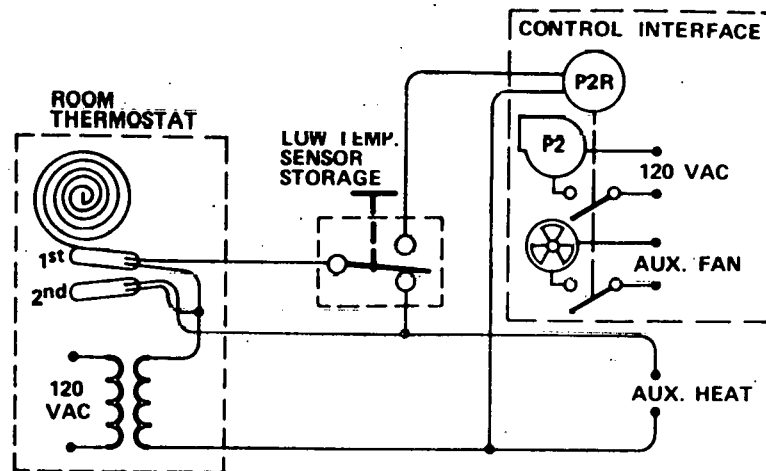 CONTROL INTERFACE
P2R
ROOM
THERMOSTAT
LOW TEMP.
SENSOR
STORAGE
P2
120 VAC
1st
2nd
AUX. FAN
120
VAC
AUX. HEAT